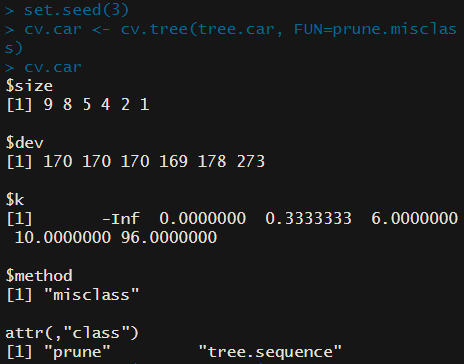 > set.seed(3)
> cv.car <- cv.tree(tree.car, FUN=prune.misclas
s)
> cv.car
$size
[1] 9 8 5 4 2 1

$dev
[1] 170 170 170 169 178 273

$k
[1]       -Inf  0.0000000  0.3333333  6.0000000
 10.0000000 96.0000000

$method
[1] "misclass"

attr(,"class")
[1] "prune"         "tree.sequence"